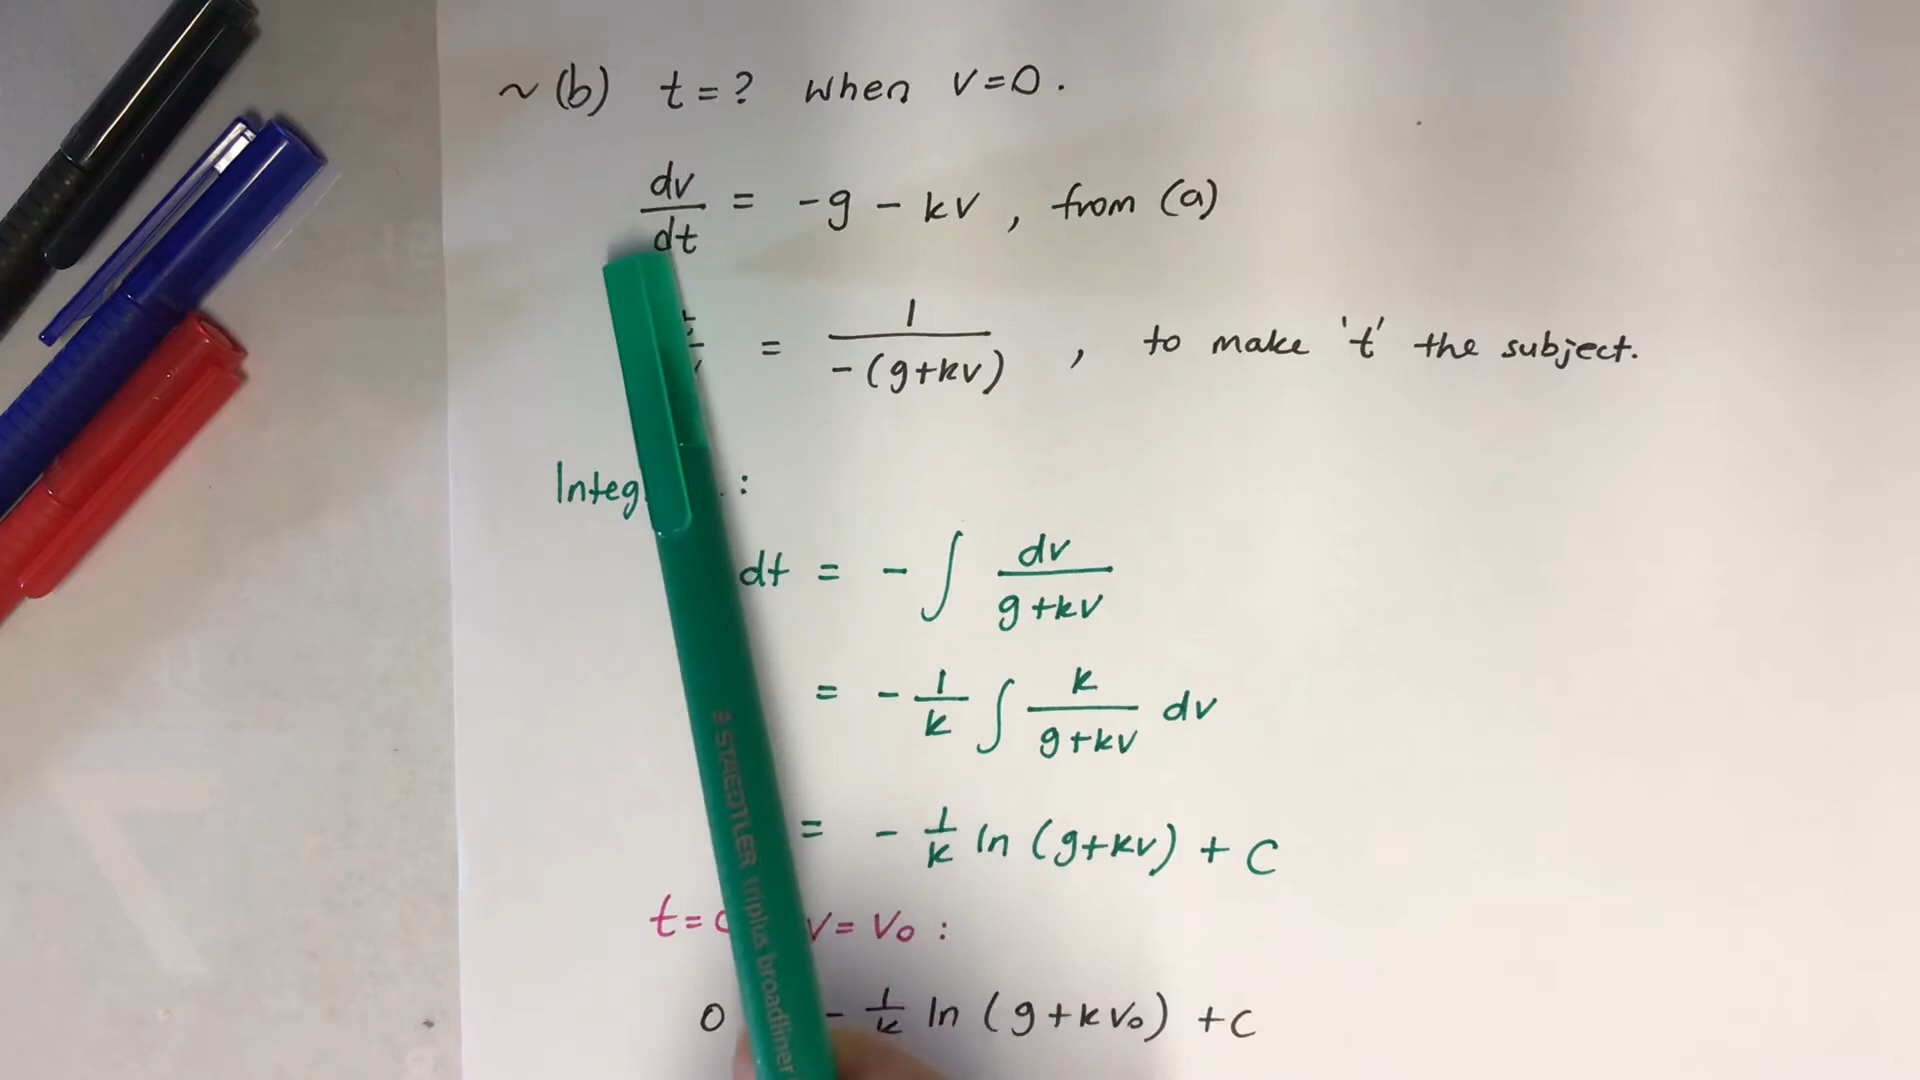 ~ (b) t = ? when v = 0.
dv/dt = -g - kv , from (a)
= 1/-(g+kv) , to make 't' the subject.
:
dt = - ∫ dv/g+kv
= - 1/k ∫ k/g+kv dv
= - 1/k ln (g+kv) + C
t = v = v₀ :
0 - 1/k ln (g+kv₀) + C
STAEDTLER triplus broadliner